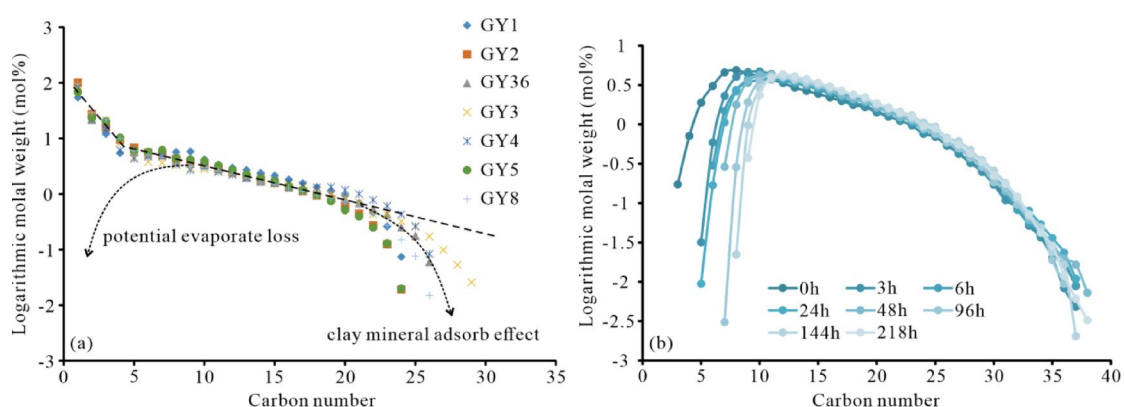 Logarithmic molal weight (mol%)
3
2
1
0
-1
-2
-3
0
5
10
15
20
25
30
35
Carbon number
(a)
potential evaporate loss
clay mineral adsorb effect
GY1
GY2
GY36
GY3
GY4
GY5
GY8
Logarithmic molal weight (mol%)
1
0.5
0
-0.5
-1
-1.5
-2
-2.5
-3
0
5
10
15
20
25
30
35
40
Carbon number
(b)
0h 3h 6h
24h 48h 96h
144h 218h